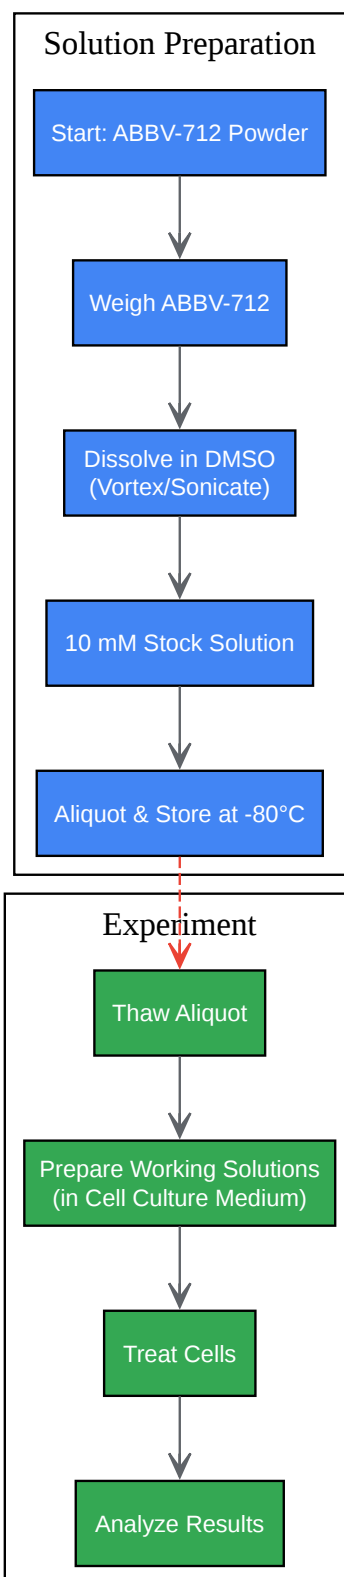 Solution Preparation
Start: ABBV-712 Powder
Weigh ABBV-712
Dissolve in DMSO
(Vortex/Sonicate)
10 mM Stock Solution
Aliquot & Store at -80°C
Experiment
Thaw Aliquot
Prepare Working Solutions
(in Cell Culture Medium)
Treat Cells
Analyze Results